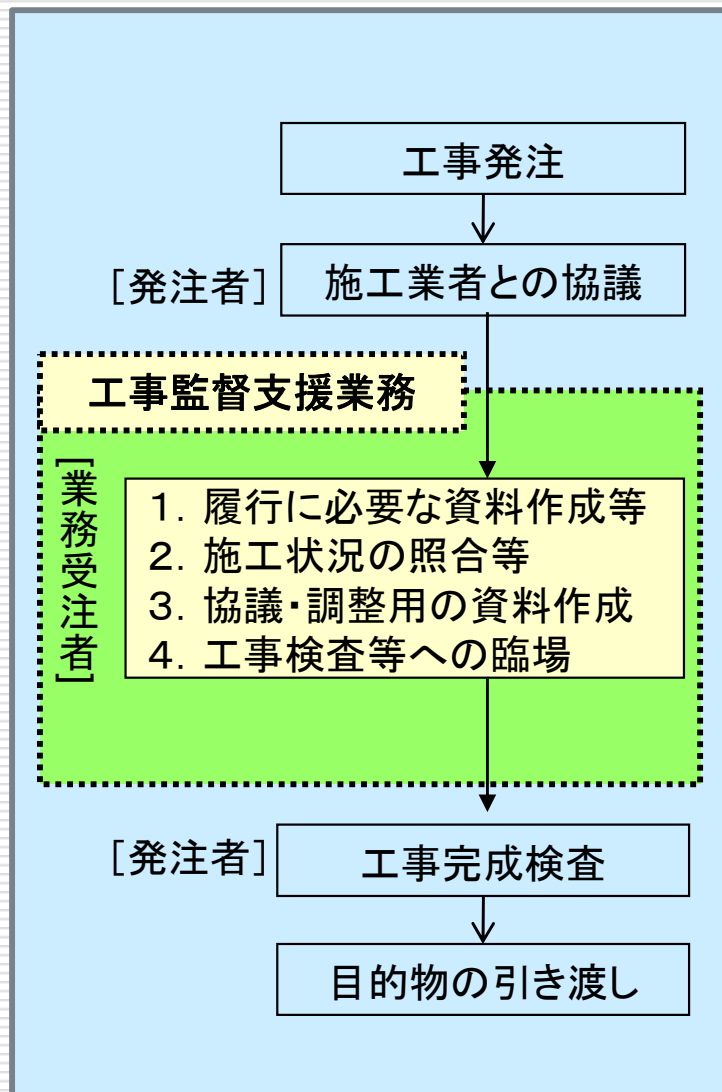 工事発注
[発注者]
施工業者との協議
工事監督支援業務
[業務受注者]
1．履行に必要な資料作成等
2．施工状況の照合等
3．協議・調整用の資料作成
4．工事検査等への臨場
[発注者]
工事完成検査
目的物の引き渡し